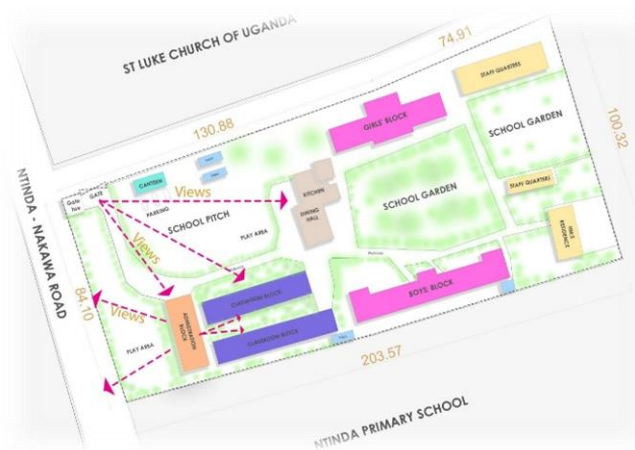 ST LUKE CHURCH OF UGANDA
74.91
130.88
100.32
STAFF QUARTERS
GIRLS' BLOCK
SCHOOL GARDEN
CANTEEN
Views
GATE
Gate
PARKING
SCHOOL PITCH
PLAY AREA
KITCHEN
DINING
HALL
SCHOOL GARDEN
STAFF QUARTERS
RESIDENCE
NTINDA - NAKAWA ROAD
84.10
Views
Views
PLAY AREA
ADMINISTRATION
BLOCK
CLASSROOM BLOCK
CLASSROOM BLOCK
BOYS' BLOCK
203.57
NTINDA PRIMARY SCHOOL